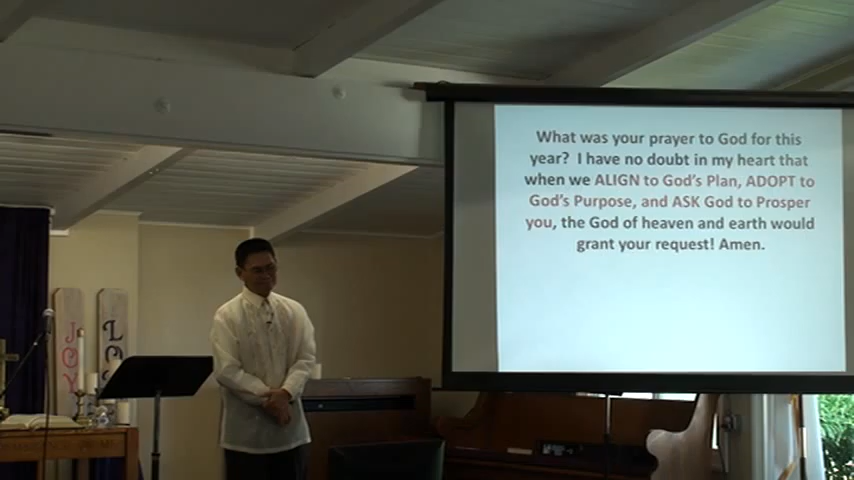 What was your prayer to God for this
year? I have no doubt in my heart that
when we ALIGN to God's Plan, ADOPT to
God's Purpose, and ASK God to Prosper
you, the God of heaven and earth would
grant your request! Amen.
JOY